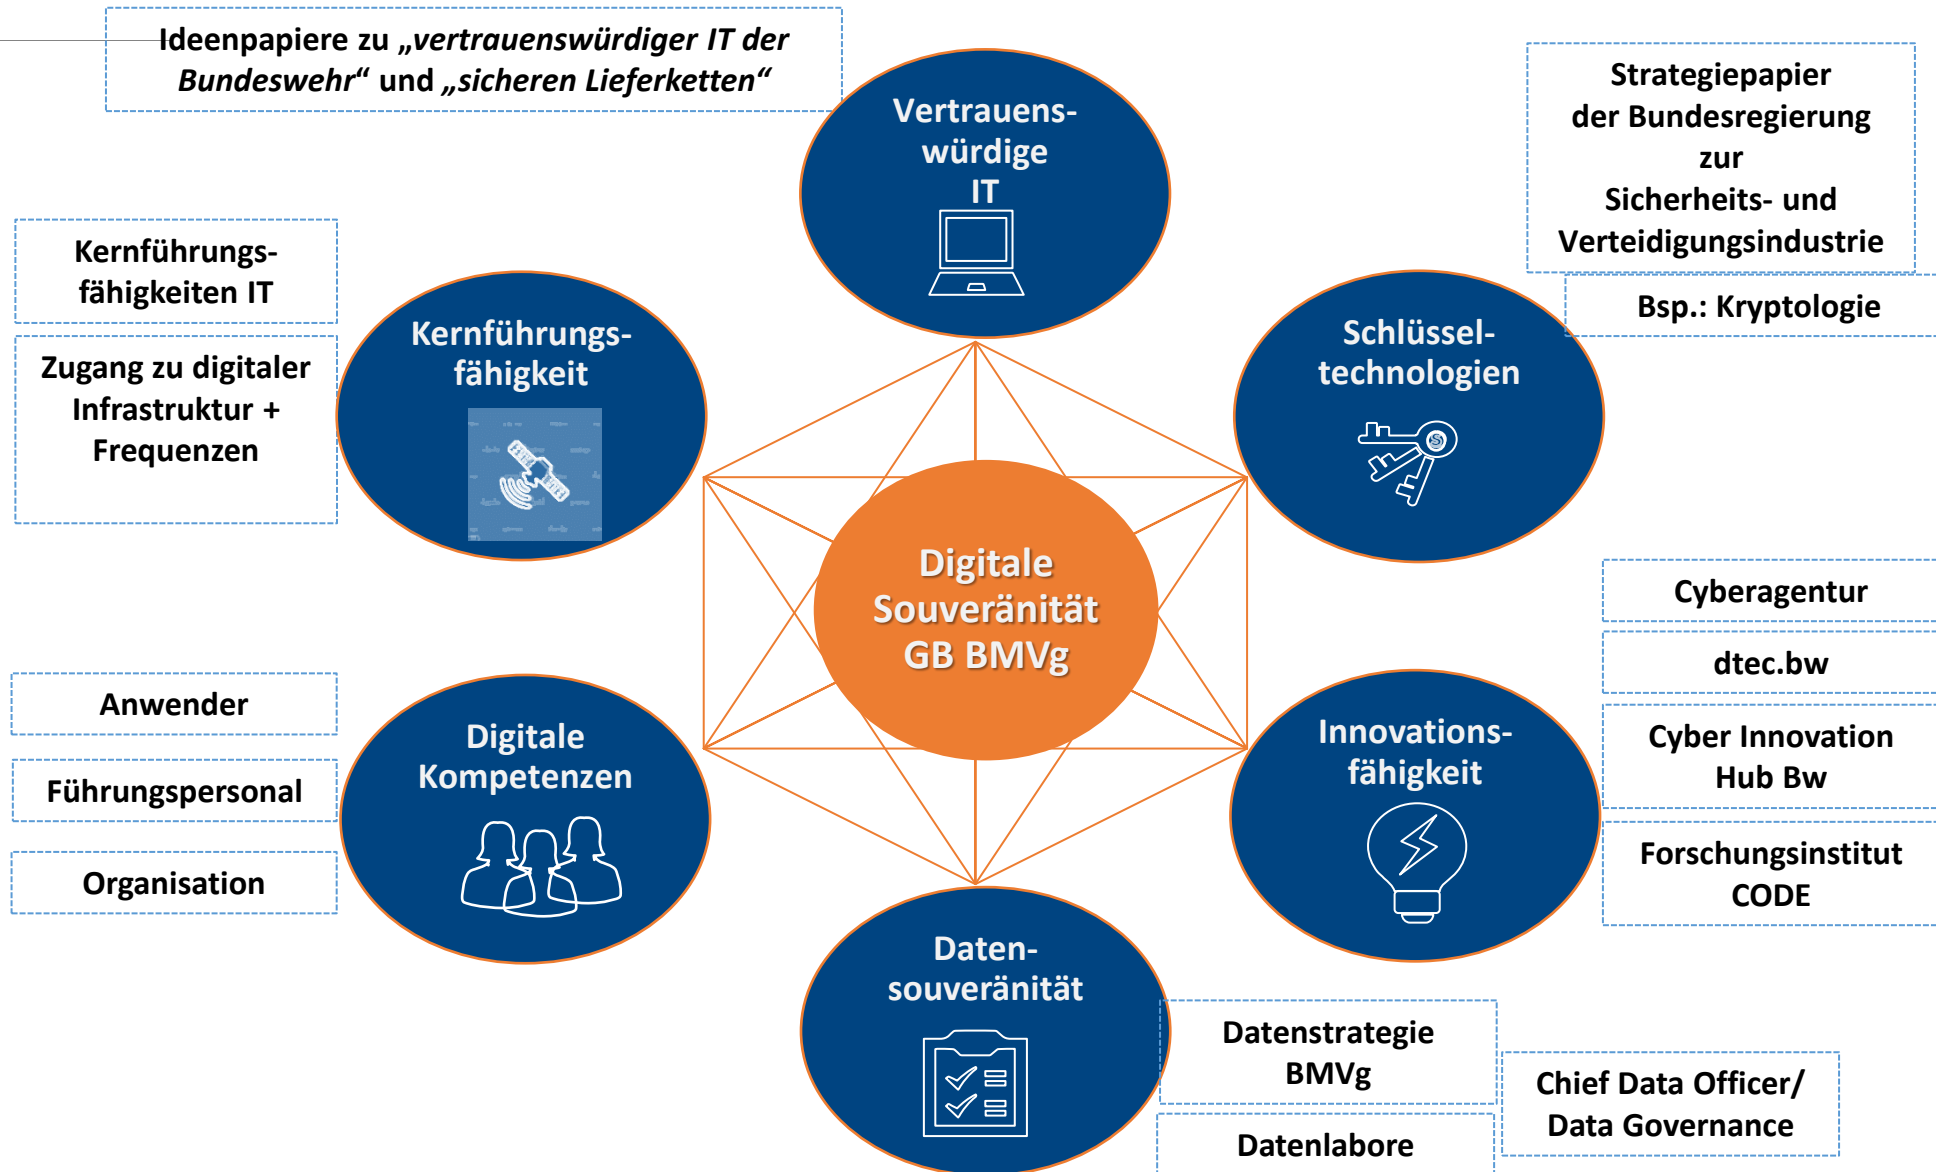 Ideenpapiere zu „vertrauenswürdiger IT der
Bundeswehr“ und „sicheren Lieferketten“
Vertrauens-
würdige
IT
Strategiepapier
der Bundesregierung
zur
Sicherheits- und
Verteidigungsindustrie
Bsp.: Kryptologie
Kernführungs-
fähigkeiten IT
Zugang zu digitaler
Infrastruktur +
Frequenzen
Kernführungs-
fähigkeit
Schlüssel-
technologien
Digitale
Souveränität
GB BMVg
Cyberagentur
dtec.bw
Cyber Innovation
Hub Bw
Forschungsinstitut
CODE
Innovations-
fähigkeit
Anwender
Führungspersonal
Organisation
Digitale
Kompetenzen
Daten-
souveränität
Datenstrategie
BMVg
Datenlabore
Chief Data Officer/
Data Governance